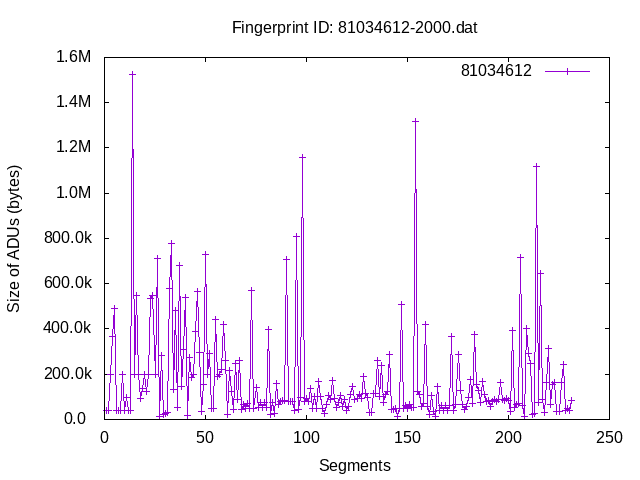 Fingerprint ID: 81034612-2000.dat
81034612
Size of ADUs (bytes)
1.6M
1.4M
1.2M
1.0M
800.0k
600.0k
400.0k
200.0k
0.0
0 50 100 150 200 250
Segments